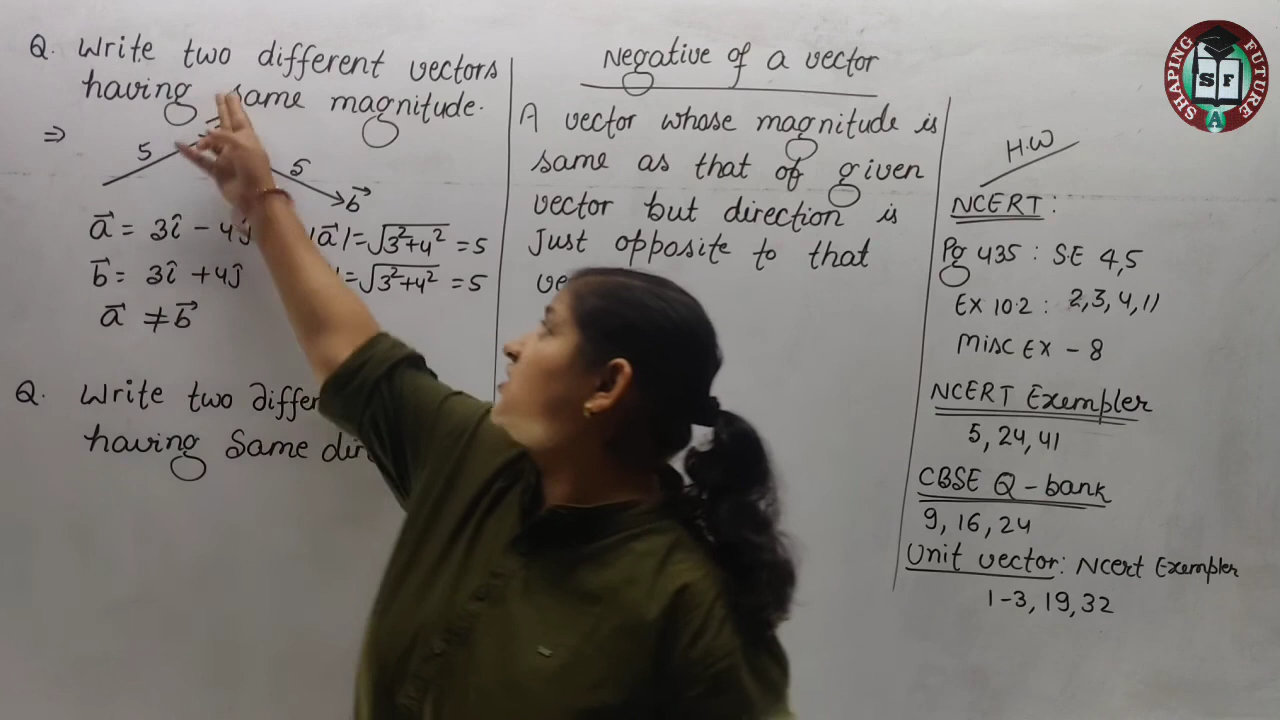 Q. Write two different vectors
having same magnitude.
⇒
5
5
b⃗
a⃗ = 3î - 4ĵ
|a⃗| = √3²+4² = 5
b⃗ = 3î + 4ĵ
= √3²+4² = 5
a⃗ ≠ b⃗
Q. Write two differ
having Same dir
Negative of a vector
A vector whose magnitude is
same as that of given
vector but direction is
Just opposite to that
ve
H.W
NCERT :
Pg 435 : S.E 4,5
Ex 10.2 : 2,3,4,11
Misc Ex - 8
NCERT Exempler
5, 24, 41
CBSE Q-bank
9, 16, 24
Unit vector: Ncert Exempler
1-3, 19, 32
SHAPING FUTURE
S F
A